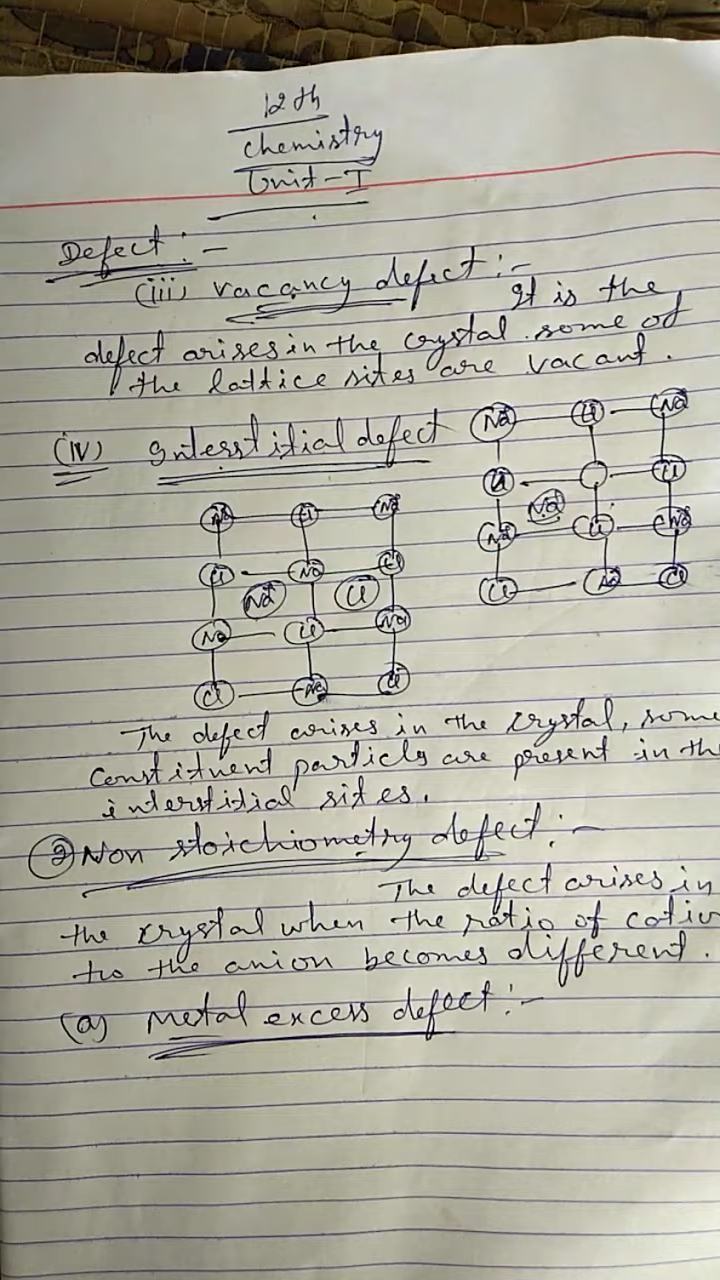 12th
chemistry
Unit-I
Defect:-
(iii) vacancy defect:-
It is the
defect arises in the crystal some of
the lattice sites are vacant.
(iv) Interstitial defect
Na Cl Na
Cl Cl
Na
Na Cl Na
Cl Na Cl
Na Cl Na
Cl Na Cl
Na Cl
Na Cl Na
Cl Na Cl
The defect arises in the crystal, some
constituent particls are present in the
interstitial sites.
② Non stoichiometry defect:-
The defect arises in
the crystal when the ratio of catio
to the anion becomes different.
(a) Metal excess defect:-